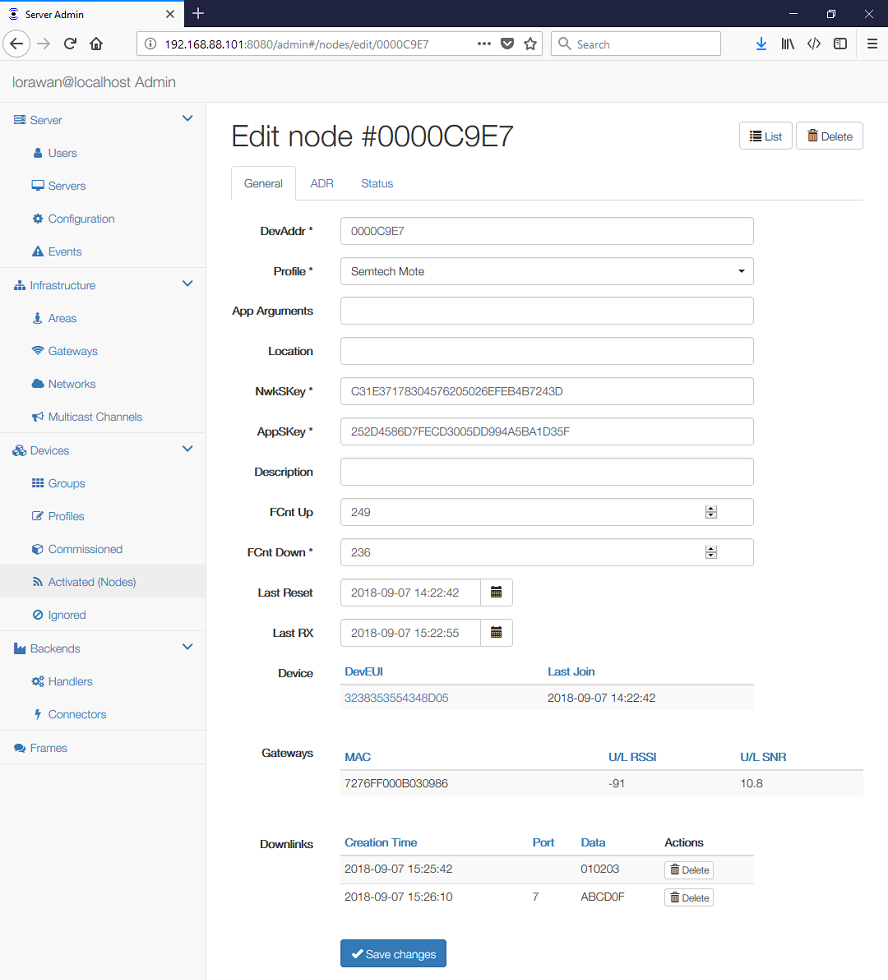 Server Admin
192.168.88.101:8080/admin#/nodes/edit/0000C9E7
Search
lorawan@localhost Admin
Server
Users
Servers
Configuration
Events
Infrastructure
Areas
Gateways
Networks
Multicast Channels
Devices
Groups
Profiles
Commissioned
Activated (Nodes)
Ignored
Backends
Handlers
Connectors
Frames
Edit node #0000C9E7
List
Delete
General ADR Status
DevAddr * 0000C9E7
Profile * Semtech Mote
App Arguments
Location
NwkSKey * C31E37178304576205026EFEB4B7243D
AppSKey * 252D4586D7FECD3005DD994A5BA1D35F
Description
FCnt Up 249
FCnt Down * 236
Last Reset 2018-09-07 14:22:42
Last RX 2018-09-07 15:22:55
Device DevEUI Last Join
3238353554348D05 2018-09-07 14:22:42
Gateways MAC U/L RSSI U/L SNR
7276FF000B030986 -91 10.8
Downlinks Creation Time Port Data Actions
2018-09-07 15:25:42 010203 Delete
2018-09-07 15:26:10 7 ABCD0F Delete
Save changes